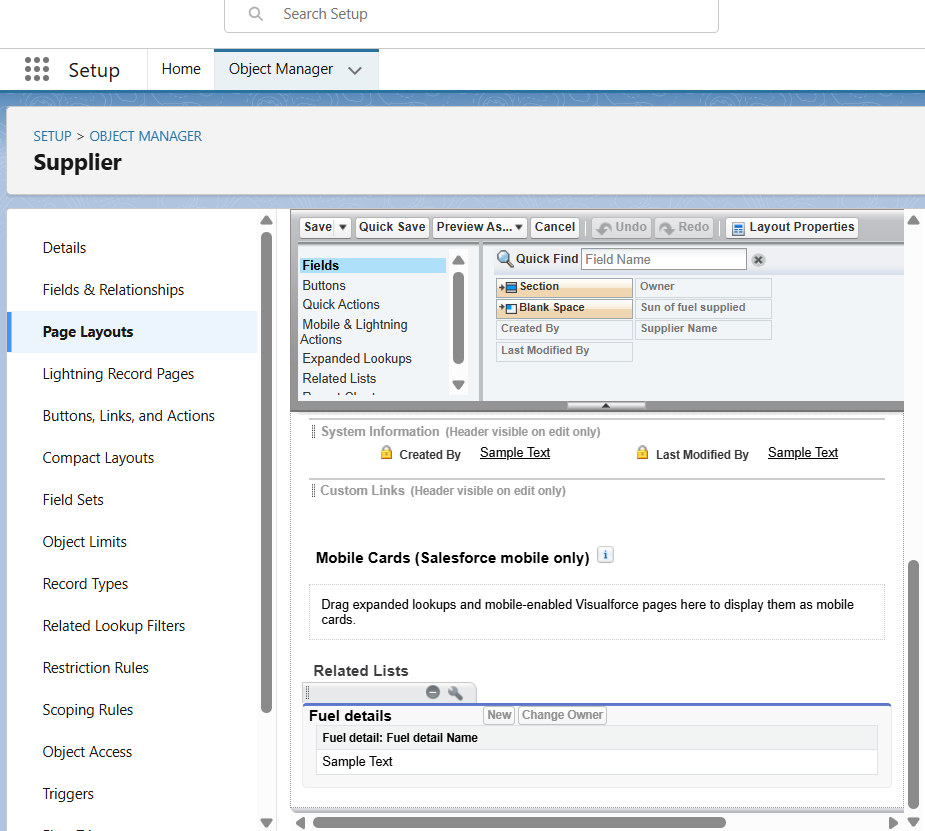 Search Setup
Setup
Home
Object Manager
SETUP > OBJECT MANAGER
Supplier
Details
Fields & Relationships
Page Layouts
Lightning Record Pages
Buttons, Links, and Actions
Compact Layouts
Field Sets
Object Limits
Record Types
Related Lookup Filters
Restriction Rules
Scoping Rules
Object Access
Triggers
Save
Quick Save
Preview As...
Cancel
Undo
Redo
Layout Properties
Fields
Buttons
Quick Actions
Mobile & Lightning
Actions
Expanded Lookups
Related Lists
Quick Find
Field Name
Section
Owner
Blank Space
Sun of fuel supplied
Created By
Supplier Name
Last Modified By
System Information (Header visible on edit only)
Created By Sample Text
Last Modified By Sample Text
Custom Links (Header visible on edit only)
Mobile Cards (Salesforce mobile only)
Drag expanded lookups and mobile-enabled Visualforce pages here to display them as mobile
cards.
Related Lists
Fuel details
New
Change Owner
Fuel detail: Fuel detail Name
Sample Text